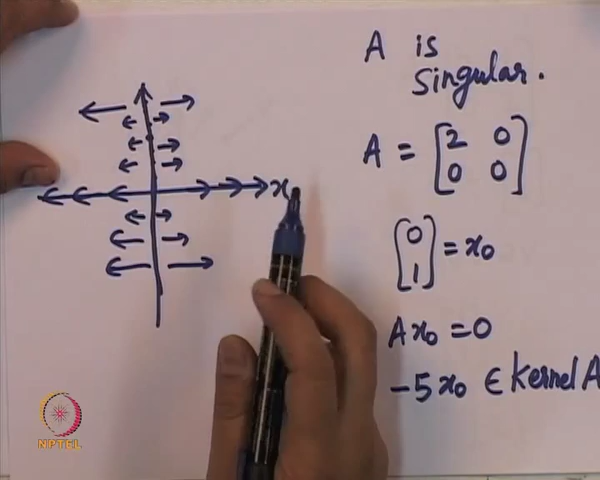 A is
Singular.
A = [2 0
0 0]
[0
1] = x₀
Ax₀ = 0
-5x₀ ∈ Kernel A
x
NPTEL